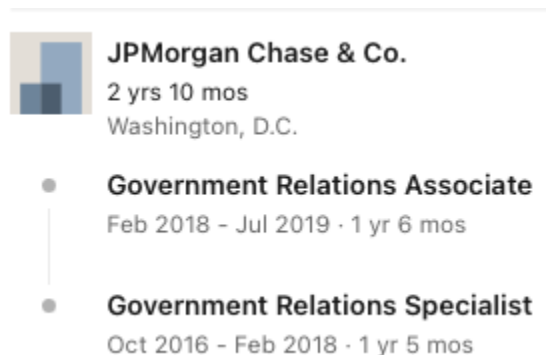 JPMorgan Chase & Co.
2 yrs 10 mos
Washington, D.C.
Government Relations Associate
Feb 2018 - Jul 2019 · 1 yr 6 mos
Government Relations Specialist
Oct 2016 - Feb 2018 · 1 yr 5 mos